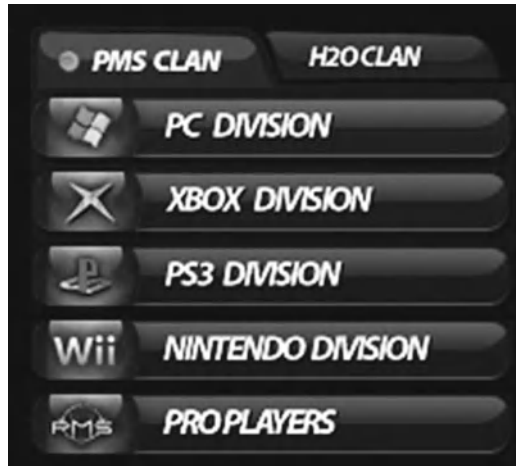 PMS CLAN
H2O CLAN
PC DIVISION
XBOX DIVISION
PS3 DIVISION
Wii NINTENDO DIVISION
PMS PRO PLAYERS